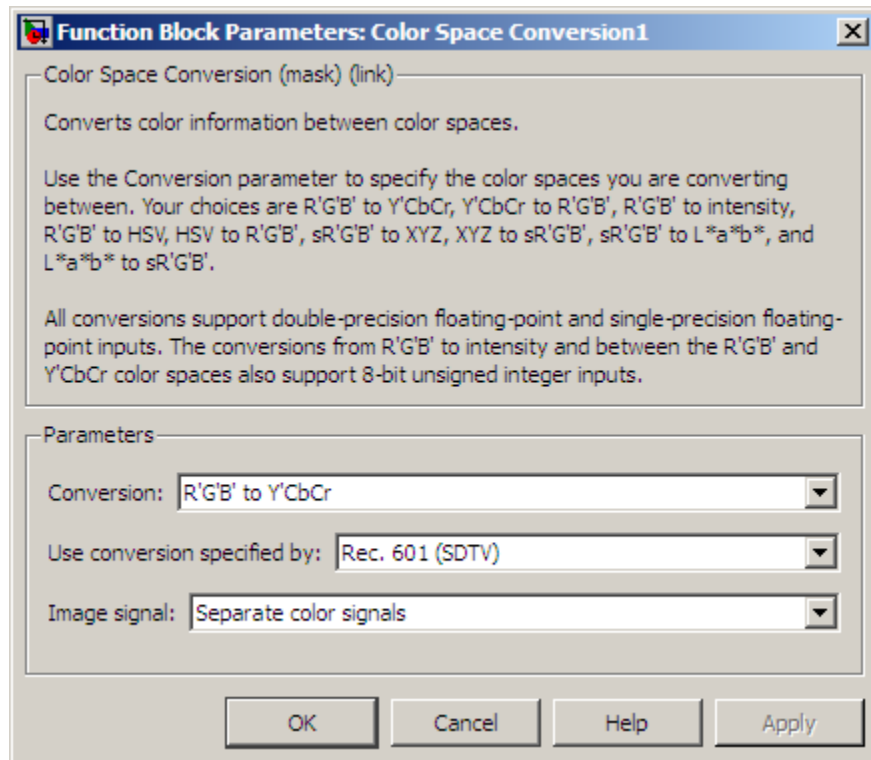 Function Block Parameters: Color Space Conversion1
Color Space Conversion (mask) (link)
Converts color information between color spaces.
Use the Conversion parameter to specify the color spaces you are converting
between. Your choices are R'G'B' to Y'CbCr, Y'CbCr to R'G'B', R'G'B' to intensity,
R'G'B' to HSV, HSV to R'G'B', sR'G'B' to XYZ, XYZ to sR'G'B', sR'G'B' to L*a*b*, and
L*a*b* to sR'G'B'.
All conversions support double-precision floating-point and single-precision floating-
point inputs. The conversions from R'G'B' to intensity and between the R'G'B' and
Y'CbCr color spaces also support 8-bit unsigned integer inputs.
Parameters
Conversion: R'G'B' to Y'CbCr
Use conversion specified by: Rec. 601 (SDTV)
Image signal: Separate color signals
OK Cancel Help Apply